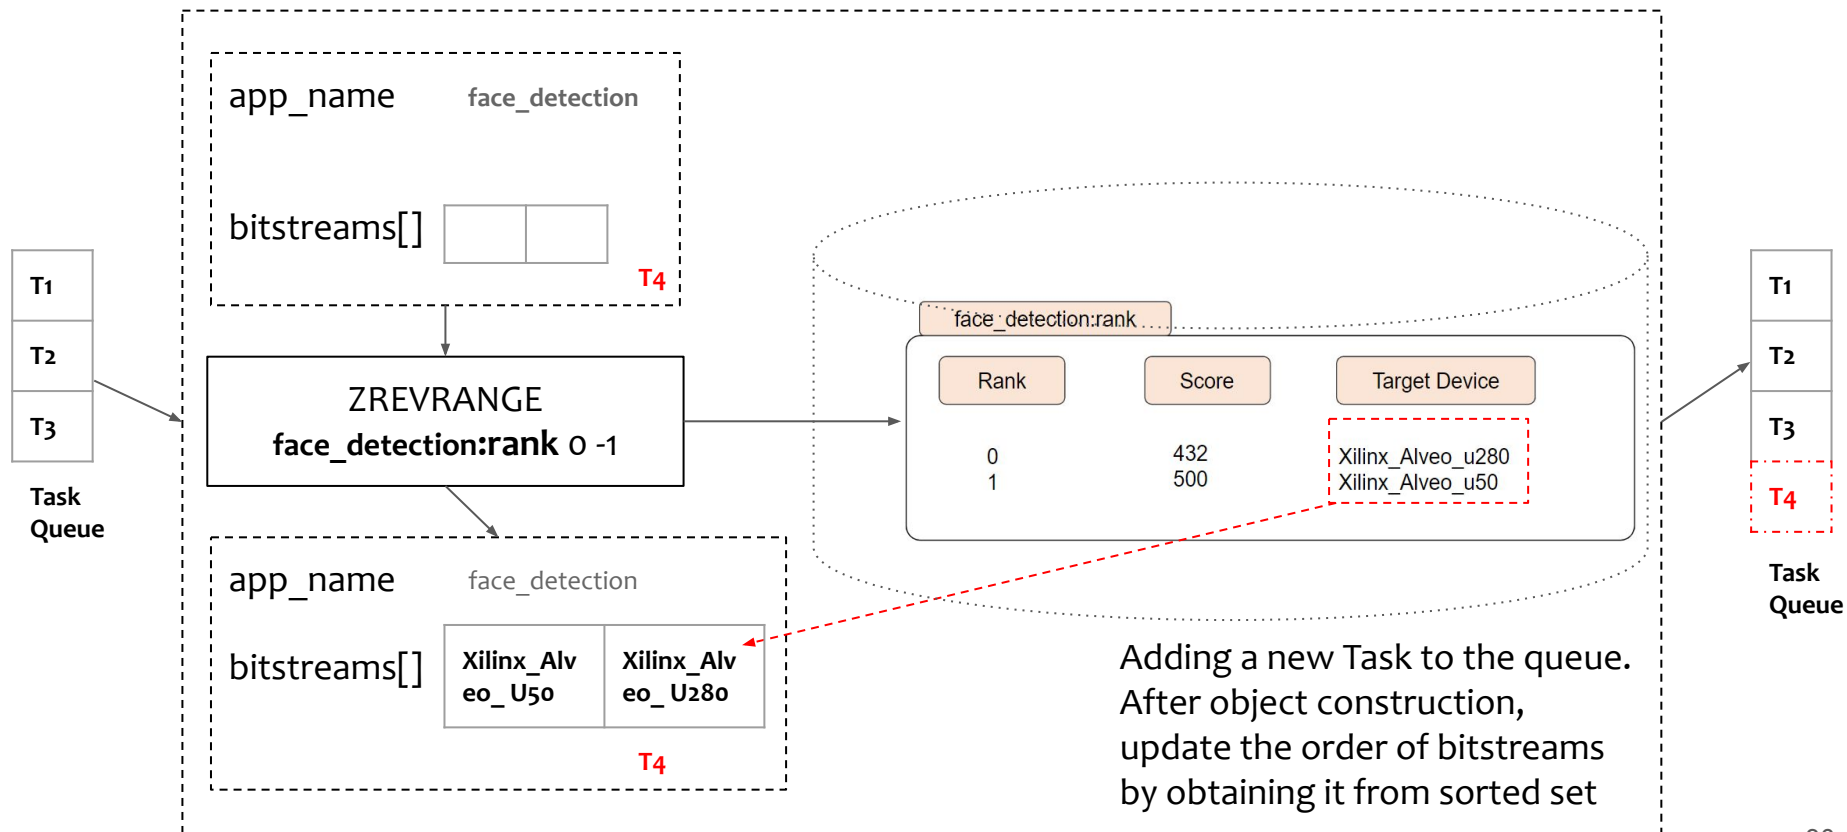 app_name face_detection
bitstreams[]
T4
T1
T2
T3
Task
Queue
ZREVRANGE
face_detection:rank 0 -1
face_detection:rank
Rank Score Target Device
0 432 Xilinx_Alveo_u280
1 500 Xilinx_Alveo_u50
app_name face_detection
bitstreams[]
Xilinx_Alv
eo_ U50
Xilinx_Alv
eo_ U280
T4
Adding a new Task to the queue.
After object construction,
update the order of bitstreams
by obtaining it from sorted set
T1
T2
T3
T4
Task
Queue